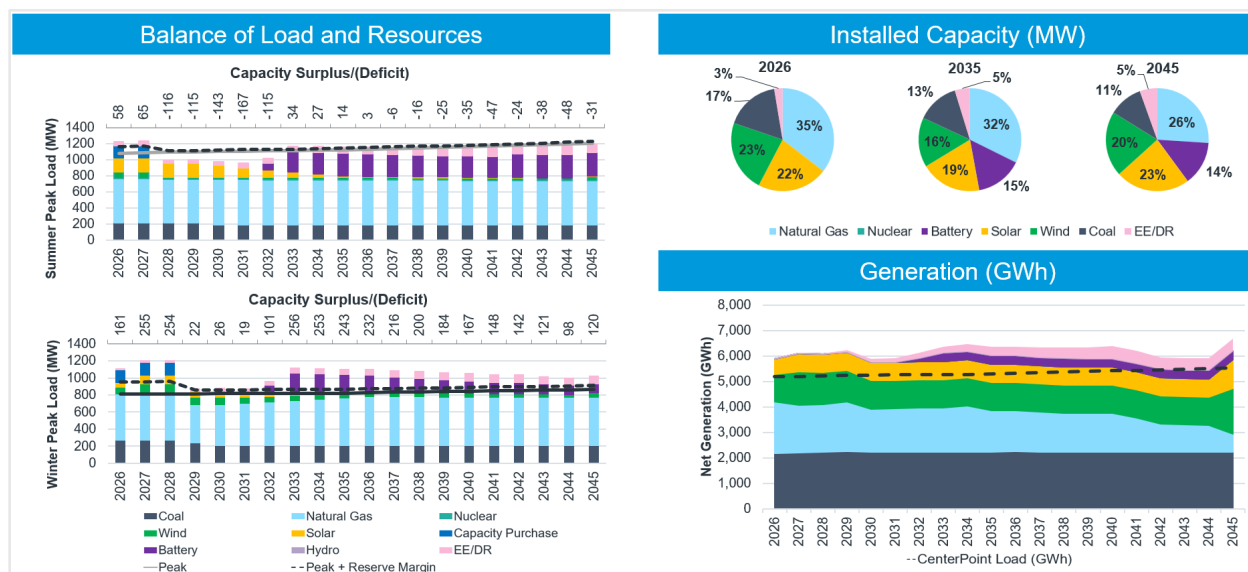 Balance of Load and Resources
Capacity Surplus/(Deficit)
58 65 -116 -115 -143 -167 -115 34 27 14 3 -6 -16 -25 -35 -47 -24 -38 -48 -31
Summer Peak Load (MW)
1400
1200
1000
800
600
400
200
0
2026 2027 2028 2029 2030 2031 2032 2033 2034 2035 2036 2037 2038 2039 2040 2041 2042 2043 2044 2045
Capacity Surplus/(Deficit)
161 255 254 22 26 19 101 256 253 243 232 216 200 184 167 148 142 121 98 120
Winter Peak Load (MW)
1400
1200
1000
800
600
400
200
0
2026 2027 2028 2029 2030 2031 2032 2033 2034 2035 2036 2037 2038 2039 2040 2041 2042 2043 2044 2045
Coal Natural Gas Nuclear
Wind Solar Capacity Purchase
Battery Hydro EE/DR
Peak Peak + Reserve Margin
Installed Capacity (MW)
2026
3%
17%
35%
23%
22%
2035
5%
13%
32%
16%
19%
15%
2045
5%
11%
26%
20%
23%
14%
Natural Gas Nuclear Battery Solar Wind Coal EE/DR
Generation (GWh)
Net Generation (GWh)
8,000
7,000
6,000
5,000
4,000
3,000
2,000
1,000
0
2026 2027 2028 2029 2030 2031 2032 2033 2034 2035 2036 2037 2038 2039 2040 2041 2042 2043 2044 2045
--CenterPoint Load (GWh)